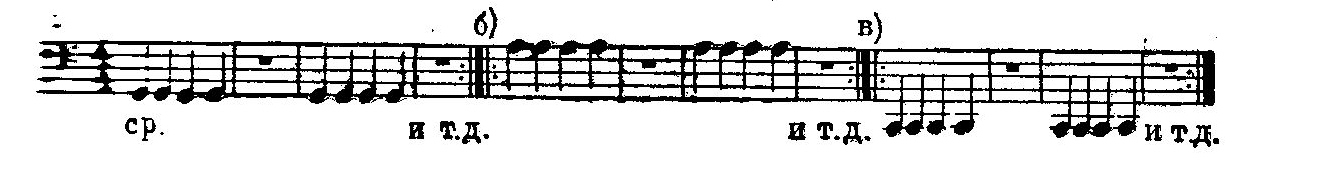 б) в)
ср. и т.д. и т.д. и т.д.